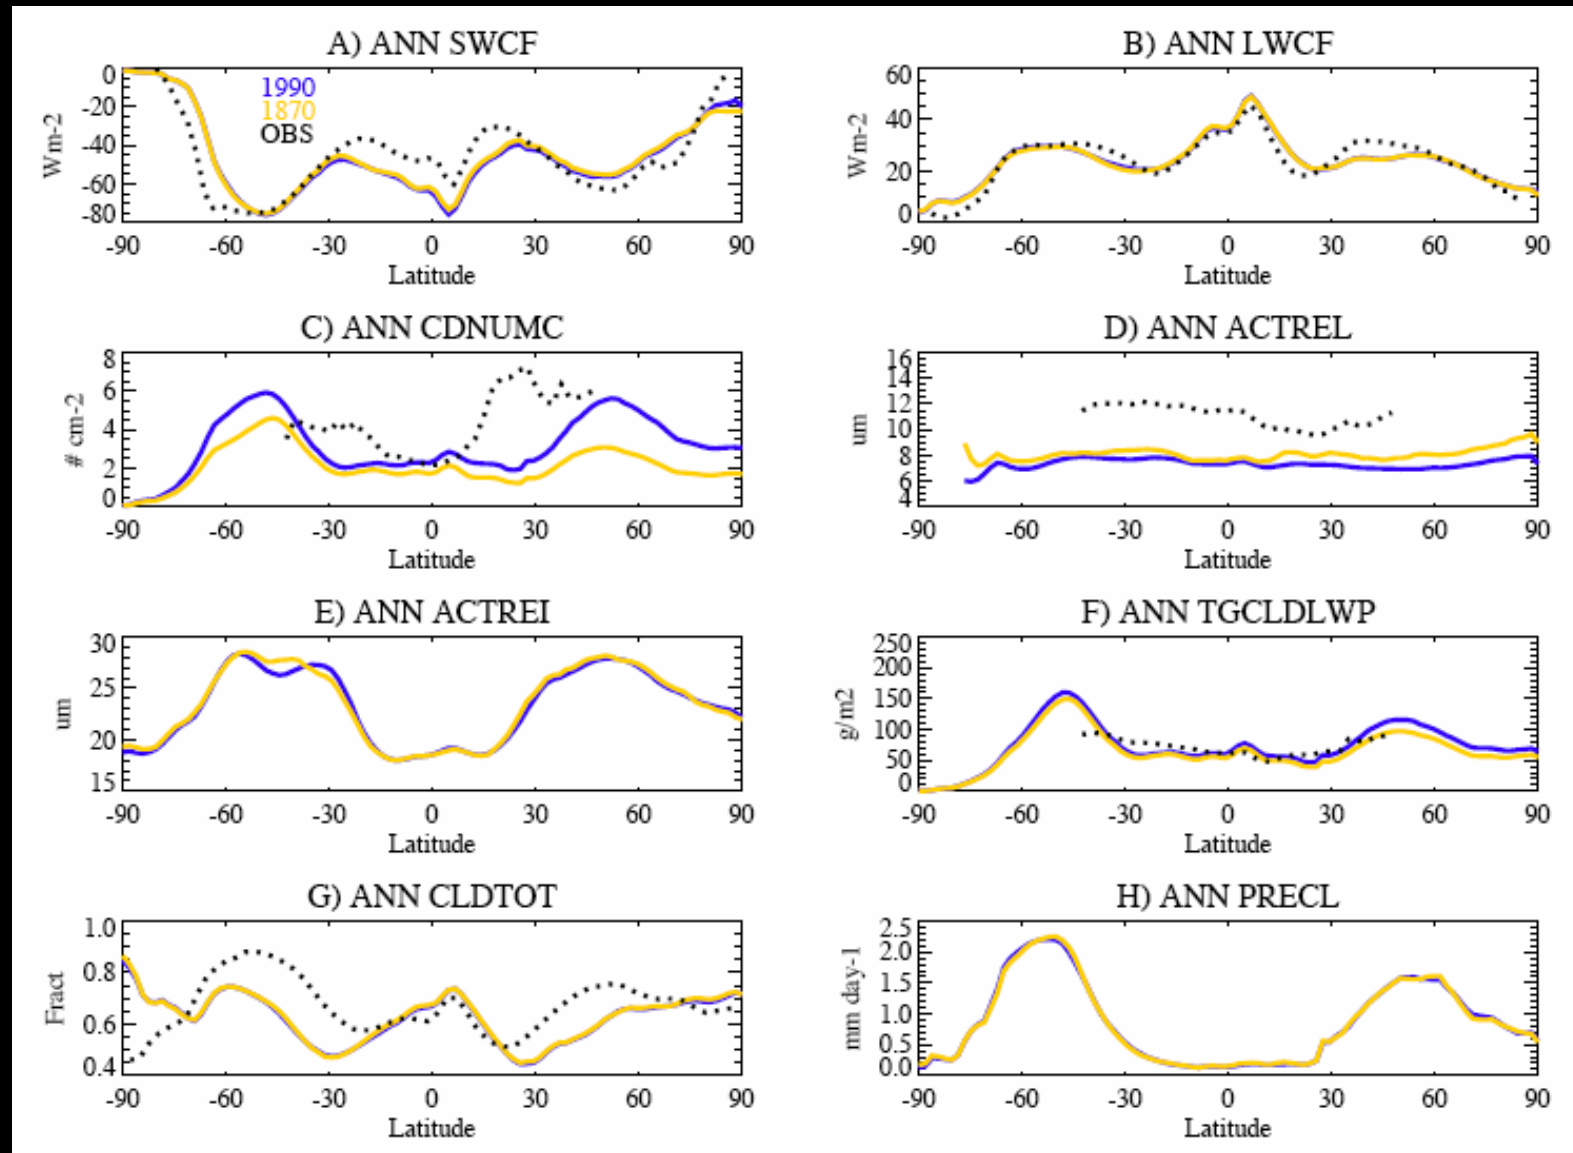 A) ANN SWCF
0
-20
-40
-60
-80
Wm-2
1990
1870
OBS
-90 -60 -30 0 30 60 90
Latitude
B) ANN LWCF
60
40
20
0
Wm-2
-90 -60 -30 0 30 60 90
Latitude
C) ANN CDNUMC
8
6
4
2
0
# cm-2
-90 -60 -30 0 30 60 90
Latitude
D) ANN ACTREL
16
14
12
10
8
6
4
um
-90 -60 -30 0 30 60 90
Latitude
E) ANN ACTREI
30
25
20
15
um
-90 -60 -30 0 30 60 90
Latitude
F) ANN TGCLDLWP
250
200
150
100
50
0
g/m2
-90 -60 -30 0 30 60 90
Latitude
G) ANN CLDTOT
1.0
0.8
0.6
0.4
Fract
-90 -60 -30 0 30 60 90
Latitude
H) ANN PRECL
2.5
2.0
1.5
1.0
0.5
0.0
mm day-1
-90 -60 -30 0 30 60 90
Latitude